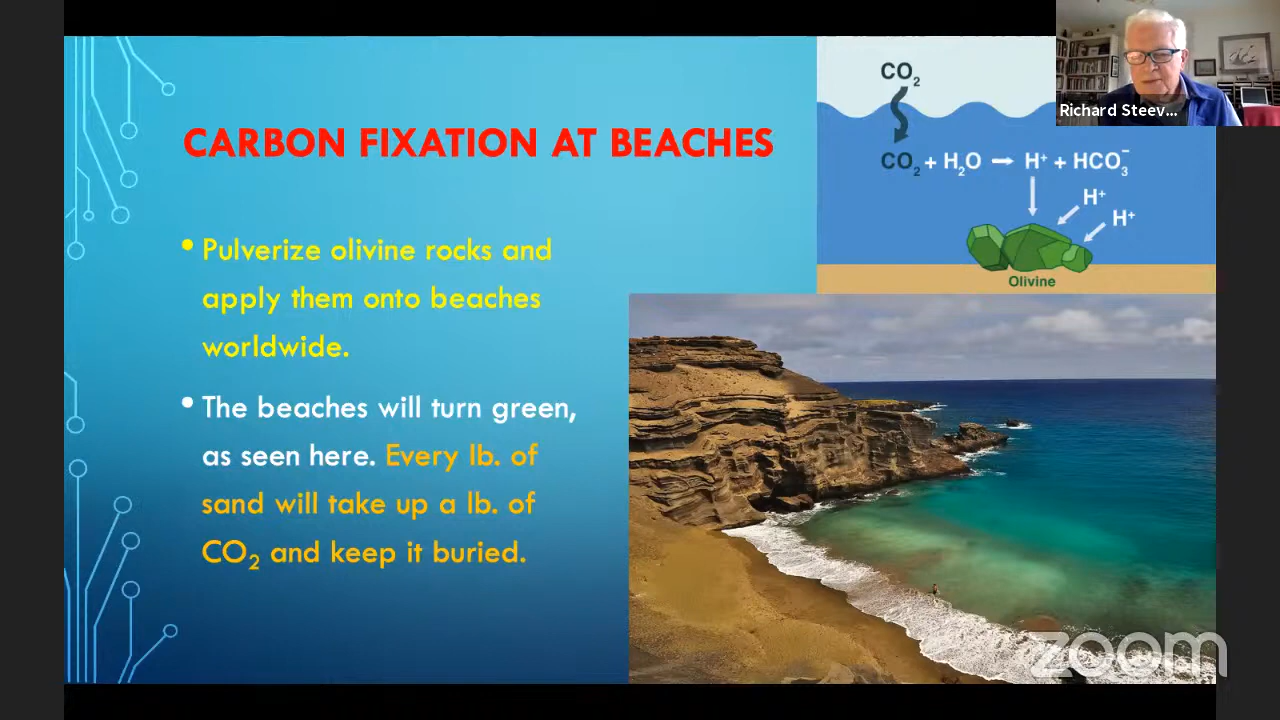 CARBON FIXATION AT BEACHES
• Pulverize olivine rocks and
apply them onto beaches
worldwide.
• The beaches will turn green,
as seen here. Every lb. of
sand will take up a lb. of
CO₂ and keep it buried.
CO₂
CO₂ + H₂O → H⁺ + HCO₃⁻
H⁺
H⁺
Olivine
Richard Steev...
zoom